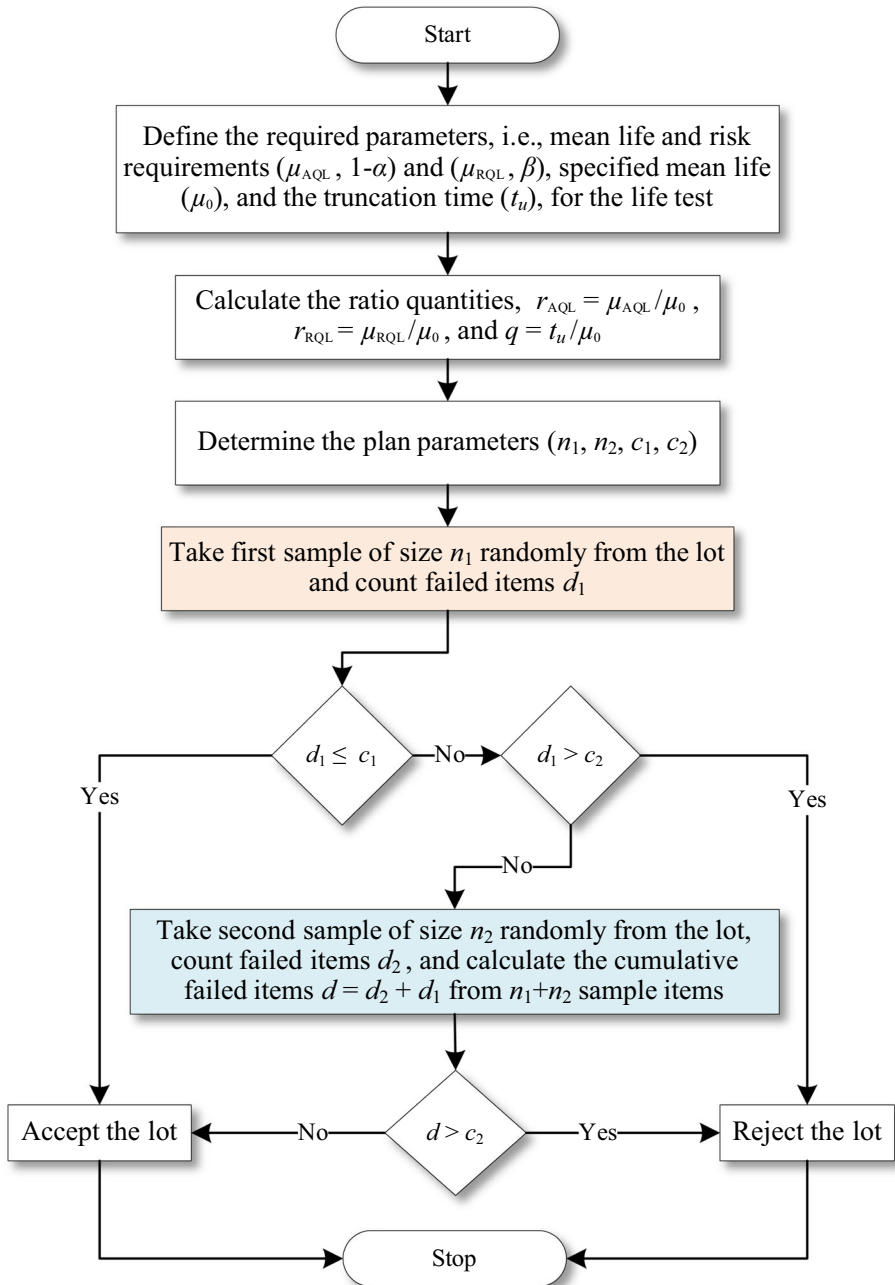 Start
Define the required parameters, i.e., mean life and risk
requirements (μAQL , 1-α) and (μRQL , β), specified mean life
(μ₀), and the truncation time (tᵤ), for the life test
Calculate the ratio quantities, rAQL = μAQL/μ₀ ,
rRQL = μRQL/μ₀ , and q = tᵤ/μ₀
Determine the plan parameters (n₁, n₂, c₁, c₂)
Take first sample of size n₁ randomly from the lot
and count failed items d₁
d₁ ≤ c₁
No
d₁ > c₂
Yes
Yes
No
Take second sample of size n₂ randomly from the lot,
count failed items d₂ , and calculate the cumulative
failed items d = d₂ + d₁ from n₁+n₂ sample items
Accept the lot
No
d > c₂
Yes
Reject the lot
Stop